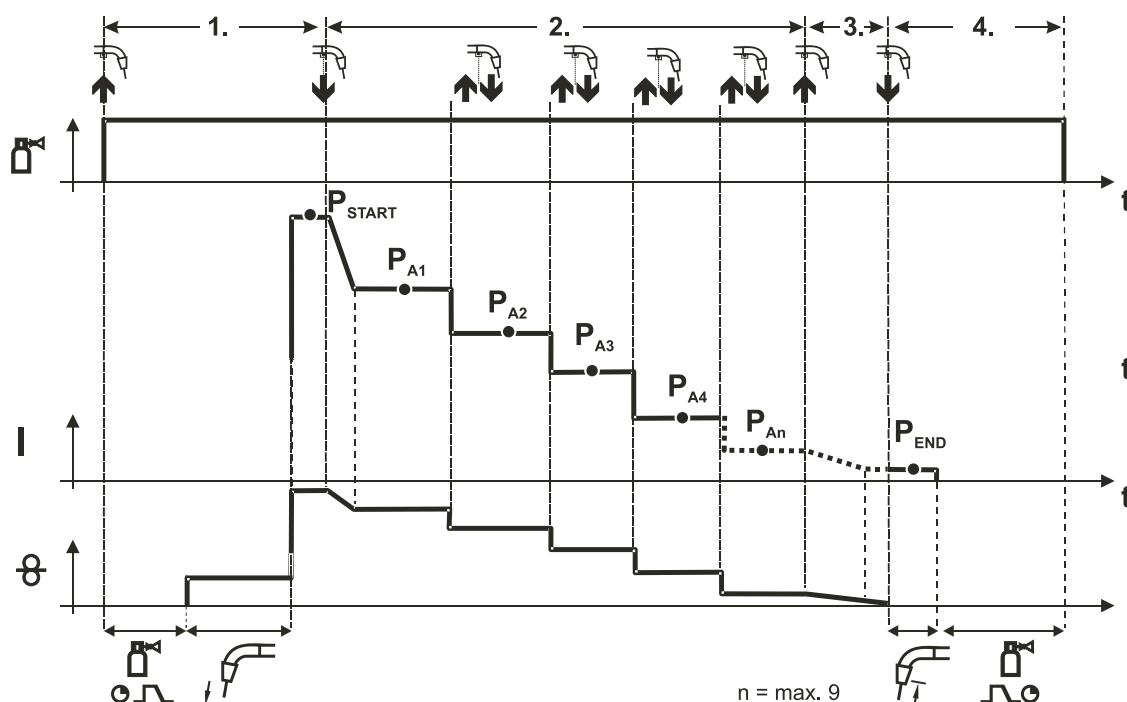 1. 2. 3. 4.
t
P START
P A1
P A2
P A3
t
P A4
P An
P END
I
t
n = max. 9